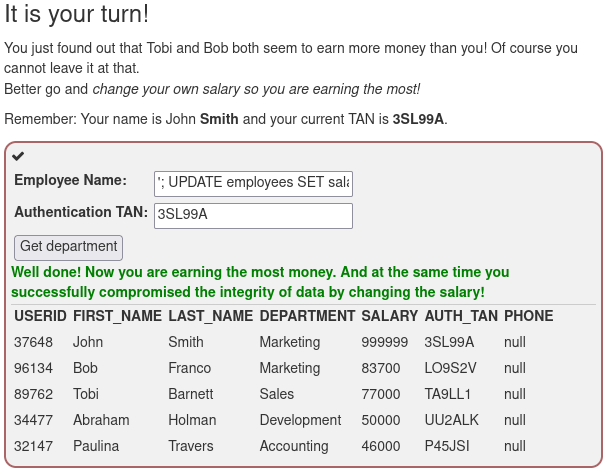 It is your turn!
You just found out that Tobi and Bob both seem to earn more money than you! Of course you
cannot leave it at that.
Better go and change your own salary so you are earning the most!
Remember: Your name is John Smith and your current TAN is 3SL99A.
✔
Employee Name: '; UPDATE employees SET sala
Authentication TAN: 3SL99A
Get department
Well done! Now you are earning the most money. And at the same time you
successfully compromised the integrity of data by changing the salary!
USERID FIRST_NAME LAST_NAME DEPARTMENT SALARY AUTH_TAN PHONE
37648 John Smith Marketing 999999 3SL99A null
96134 Bob Franco Marketing 83700 LO9S2V null
89762 Tobi Barnett Sales 77000 TA9LL1 null
34477 Abraham Holman Development 50000 UU2ALK null
32147 Paulina Travers Accounting 46000 P45JSI null